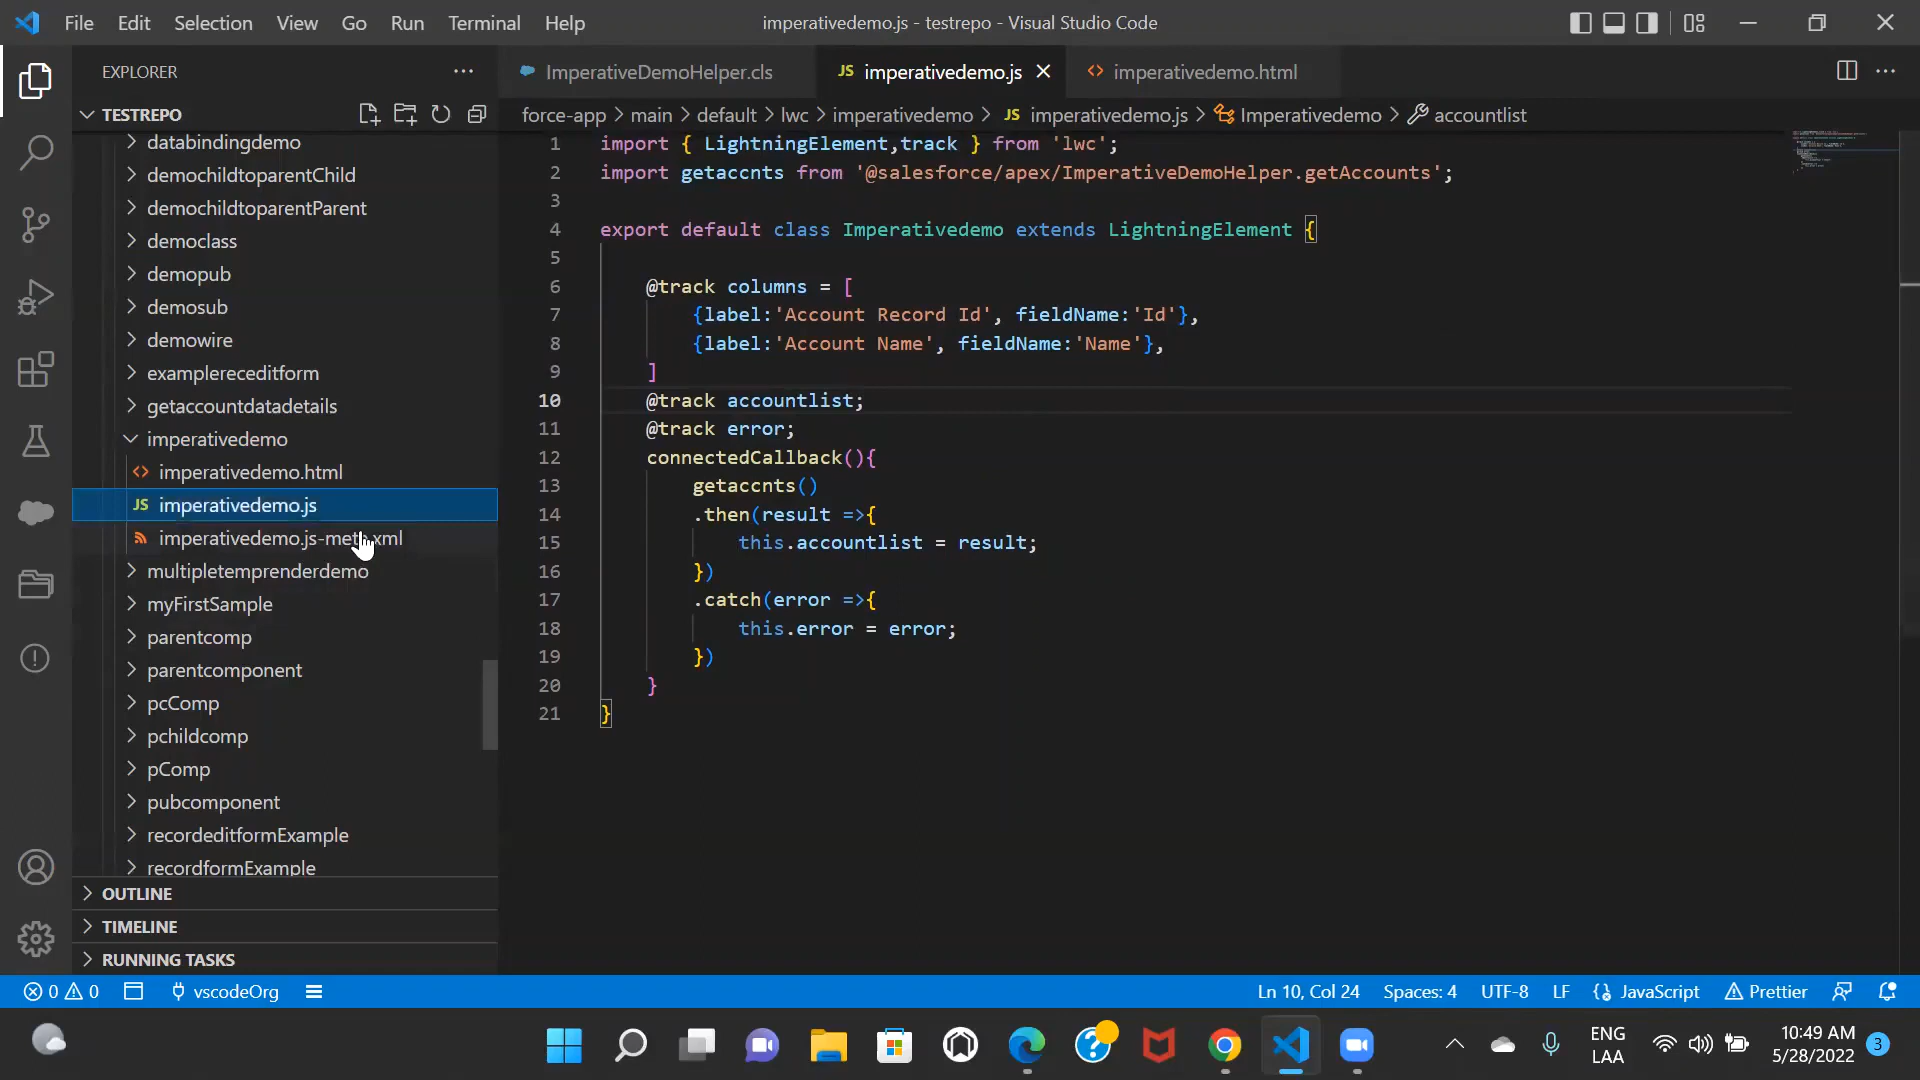 File Edit Selection View Go Run Terminal Help imperativedemo.js - testrepo - Visual Studio Code
EXPLORER
TESTREPO
databindingdemo
demochildtoparentChild
demochildtoparentParent
democlass
demopub
demosub
demowire
examplereceditform
getaccountdatadetails
imperativedemo
imperativedemo.html
JS imperativedemo.js
imperativedemo.js-meta.xml
multipletemprenderdemo
myFirstSample
parentcomp
parentcomponent
pcComp
pchildcomp
pComp
pubcomponent
recordeditformExample
recordformExample
OUTLINE
TIMELINE
RUNNING TASKS
ImperativeDemoHelper.cls JS imperativedemo.js imperativedemo.html
force-app > main > default > lwc > imperativedemo > JS imperativedemo.js > Imperativedemo > accountlist
1 import { LightningElement,track } from 'lwc';
2 import getaccnts from '@salesforce/apex/ImperativeDemoHelper.getAccounts';
3
4 export default class Imperativedemo extends LightningElement {
5
6 @track columns = [
7 {label:'Account Record Id', fieldName:'Id'},
8 {label:'Account Name', fieldName:'Name'},
9 ]
10 @track accountlist;
11 @track error;
12 connectedCallback(){
13 getaccnts()
14 .then(result =>{
15 this.accountlist = result;
16 })
17 .catch(error =>{
18 this.error = error;
19 })
20 }
21 }
0 0 vscodeOrg Ln 10, Col 24 Spaces: 4 UTF-8 LF JavaScript Prettier
ENG
LAA
10:49 AM
5/28/2022
3